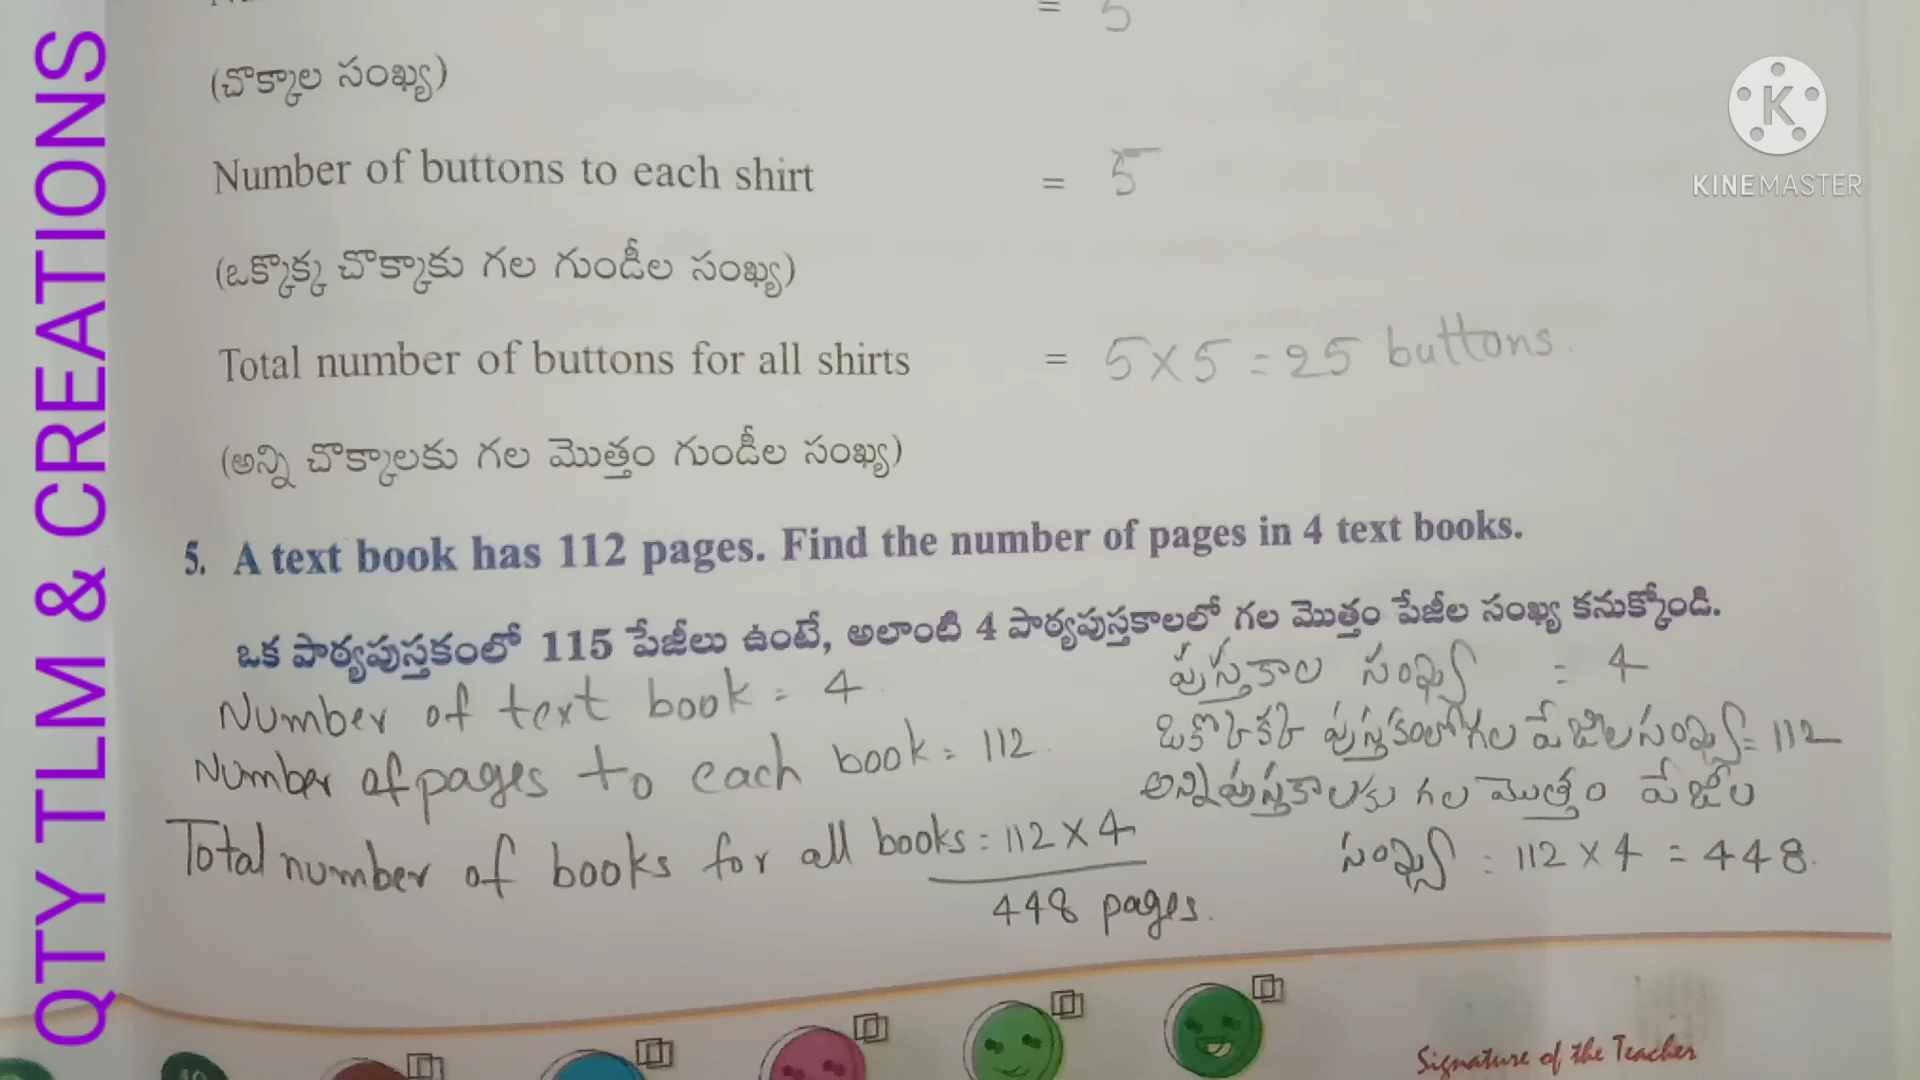 = 5
(చొక్కాల సంఖ్య)
Number of buttons to each shirt = 5
(ఒక్కొక్క చొక్కాకు గల గుండీల సంఖ్య)
Total number of buttons for all shirts = 5 × 5 = 25 buttons.
(అన్ని చొక్కాలకు గల మొత్తం గుండీల సంఖ్య)
5. A text book has 112 pages. Find the number of pages in 4 text books.
ఒక పాఠ్యపుస్తకంలో 115 పేజీలు ఉంటే, అలాంటి 4 పాఠ్యపుస్తకాలలో గల మొత్తం పేజీల సంఖ్య కనుక్కోండి.
Number of text book = 4
Number of pages to each book = 112
Total number of books for all books = 112 × 4
448 pages.
పుస్తకాల సంఖ్య = 4
ఒకొక్క పుస్తకంలో గల పేజీల సంఖ్య = 112
అన్ని పుస్తకాలకు గల మొత్తం పేజీల
సంఖ్య = 112 × 4 = 448.
Signature of the Teacher
QTY TLM & CREATIONS
K
KINEMASTER